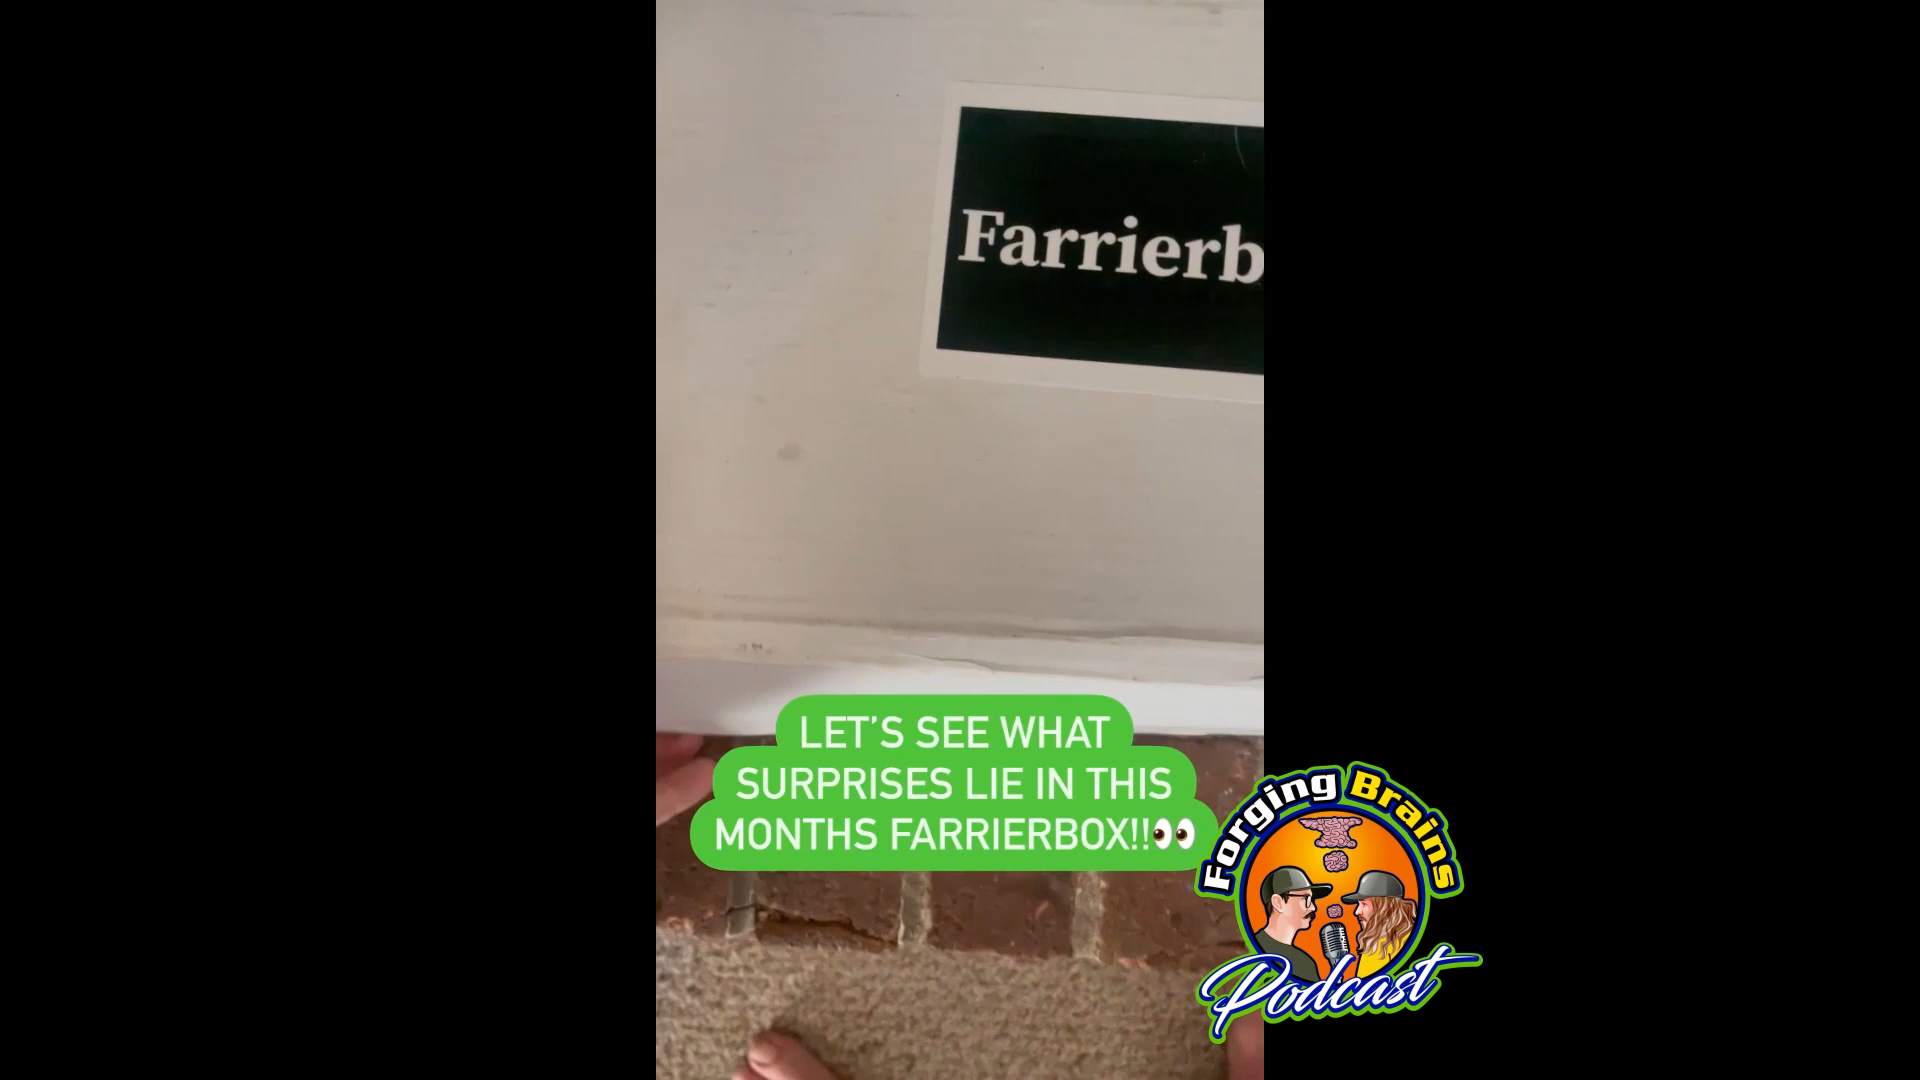 Farrierb
LET'S SEE WHAT
SURPRISES LIE IN THIS
MONTHS FARRIERBOX!!👀
Forging Brains
Podcast